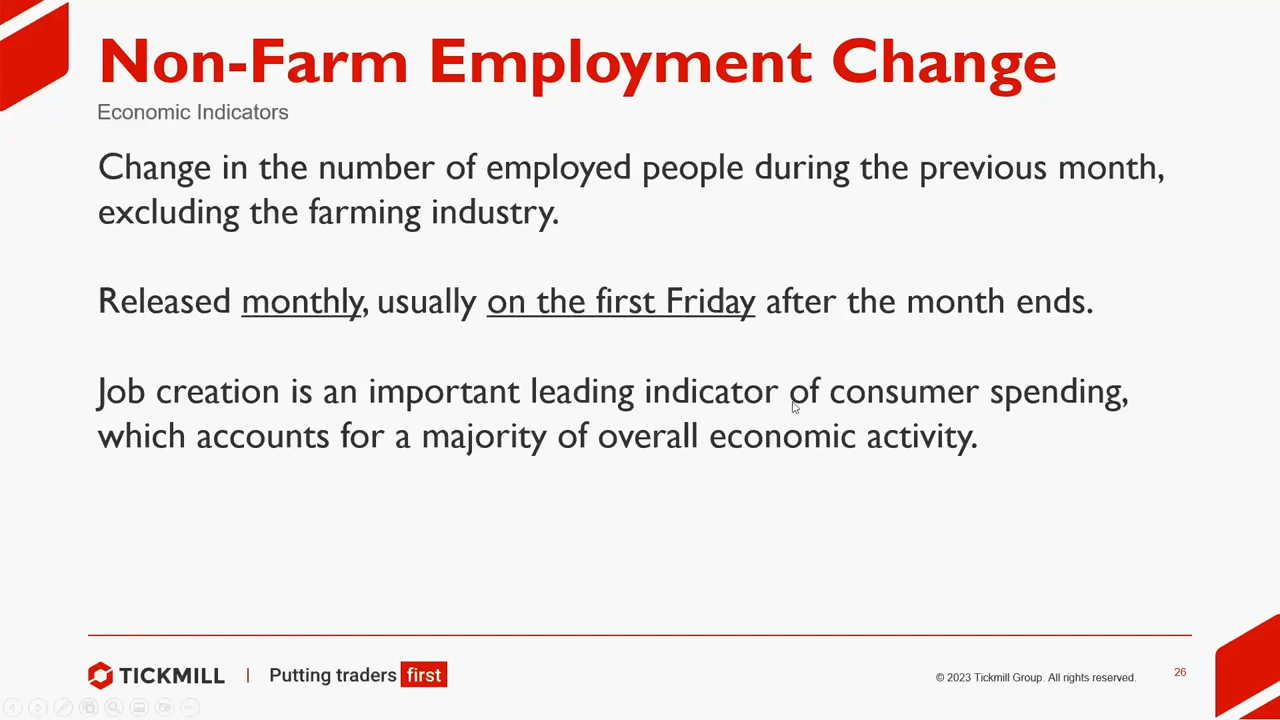 Non-Farm Employment Change
Economic Indicators
Change in the number of employed people during the previous month,
excluding the farming industry.
Released monthly, usually on the first Friday after the month ends.
Job creation is an important leading indicator of consumer spending,
which accounts for a majority of overall economic activity.
TICKMILL | Putting traders first
© 2023 Tickmill Group. All rights reserved.
26